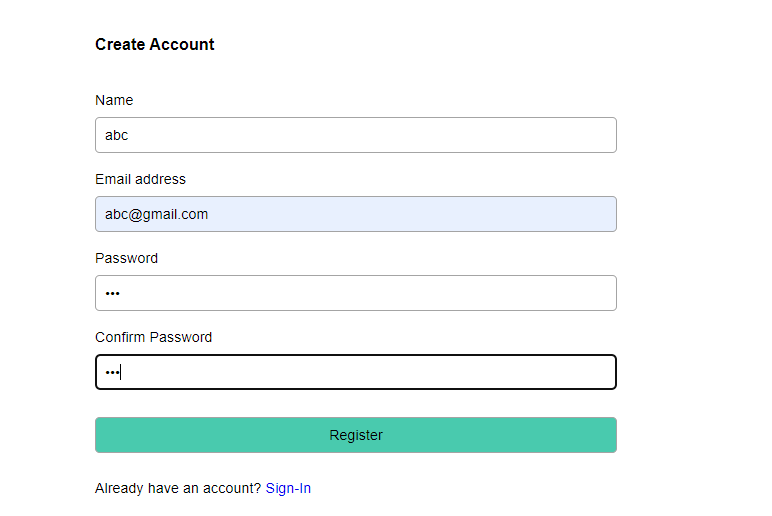 Create Account
Name
abc
Email address
abc@gmail.com
Password
•••
Confirm Password
•••
Register
Already have an account? Sign-In